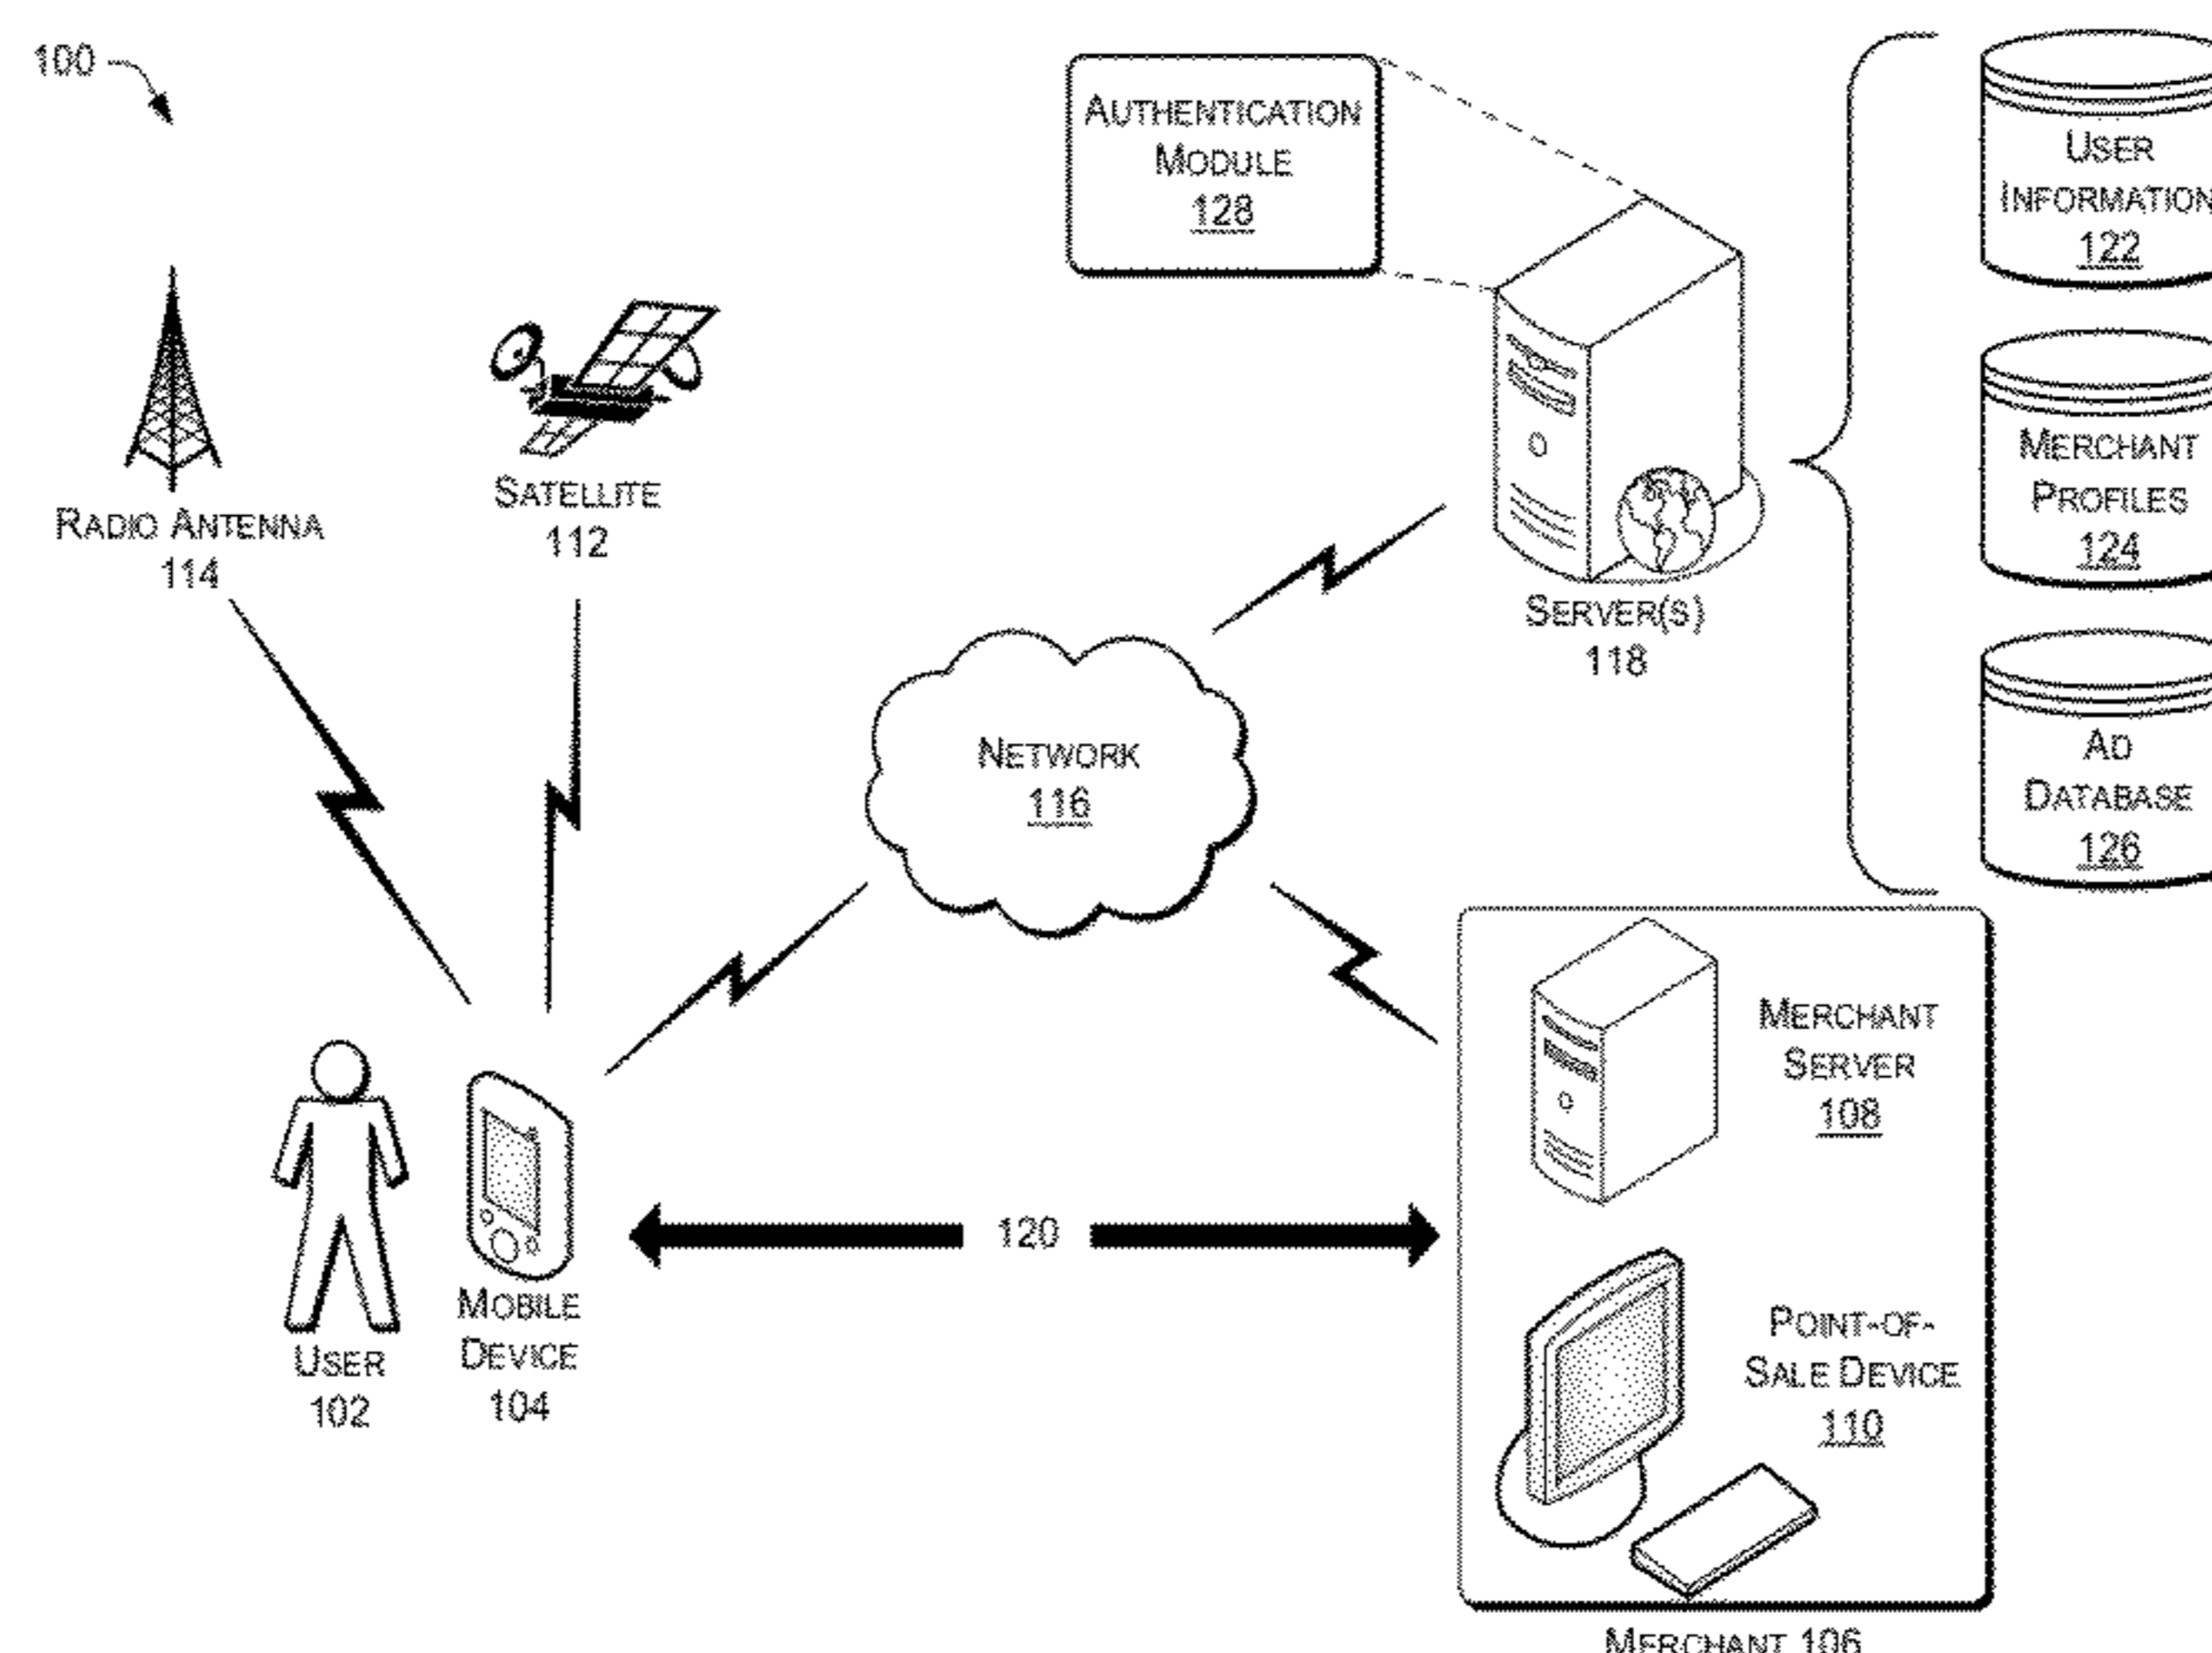 100
AUTHENTICATION
MODULE
128
USER
INFORMATION
122
RADIO ANTENNA
114
SATELLITE
112
MERCHANT
PROFILES
124
SERVER(S)
118
NETWORK
116
AD
DATABASE
126
MERCHANT
SERVER
108
120
USER
102
MOBILE
DEVICE
104
POINT-OF-
SALE DEVICE
110
MERCHANT 106